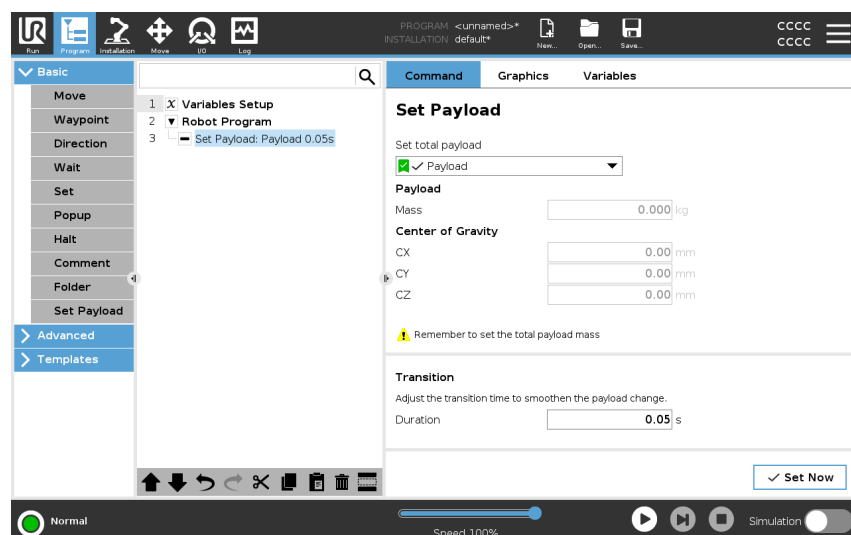 UR
PROGRAM <unnamed>*
INSTALLATION default*
Run Program Installation Move I/O Log New... Open... Save...
CCCC
CCCC
Basic
Move
Waypoint
Direction
Wait
Set
Popup
Halt
Comment
Folder
Set Payload
Advanced
Templates
1 X Variables Setup
2 Robot Program
3 Set Payload: Payload 0.05s
Command Graphics Variables
Set Payload
Set total payload
Payload
Payload
Mass 0.000 kg
Center of Gravity
CX 0.00 mm
CY 0.00 mm
CZ 0.00 mm
Remember to set the total payload mass
Transition
Adjust the transition time to smoothen the payload change.
Duration 0.05 s
Set Now
Normal
Speed 100%
Simulation